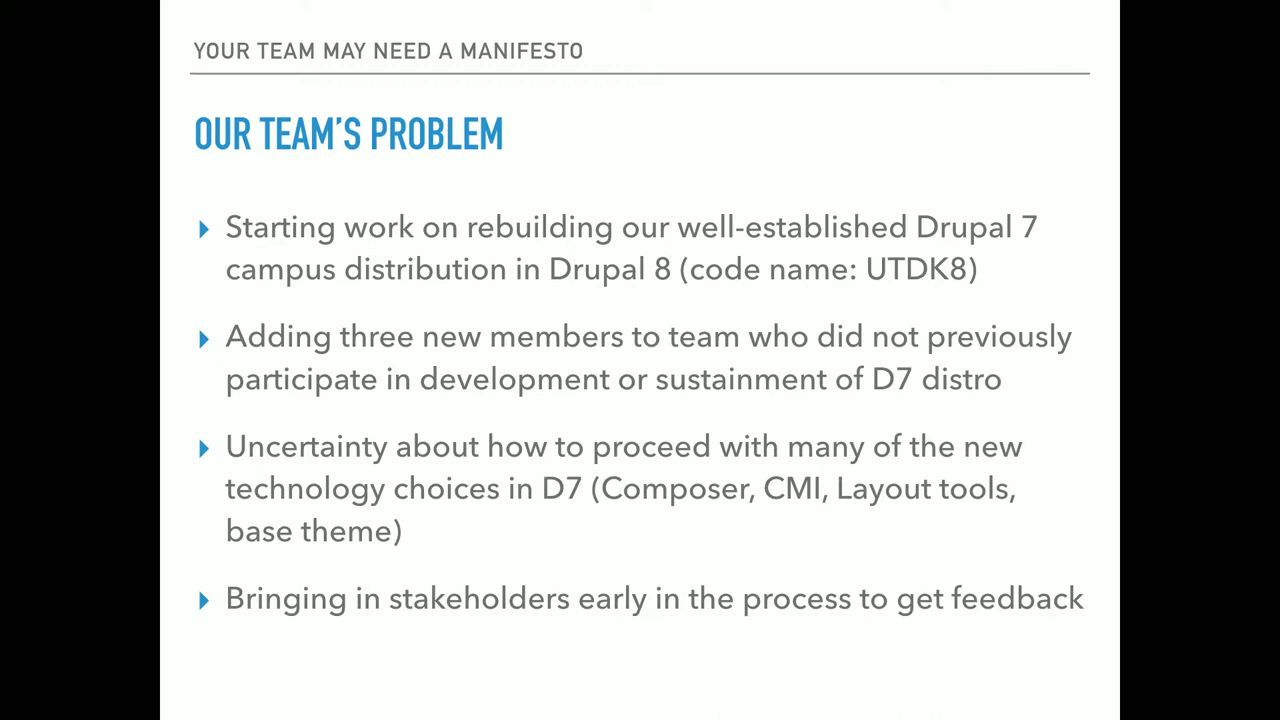 YOUR TEAM MAY NEED A MANIFESTO
OUR TEAM'S PROBLEM
Starting work on rebuilding our well-established Drupal 7
campus distribution in Drupal 8 (code name: UTDK8)
Adding three new members to team who did not previously
participate in development or sustainment of D7 distro
Uncertainty about how to proceed with many of the new
technology choices in D7 (Composer, CMI, Layout tools,
base theme)
Bringing in stakeholders early in the process to get feedback